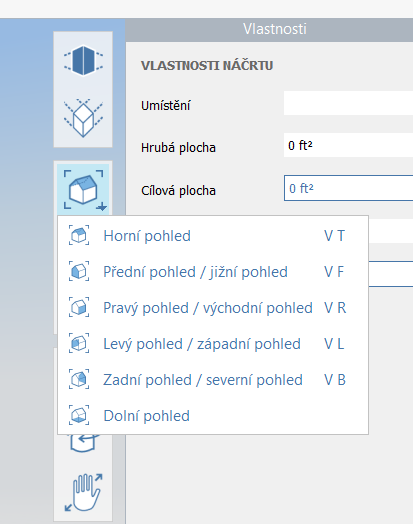 Vlastnosti
VLASTNOSTI NÁČRTU
Umístění
Hrubá plocha 0 ft²
Cílová plocha 0 ft²
Horní pohled V T
Přední pohled / jižní pohled V F
Pravý pohled / východní pohled V R
Levý pohled / západní pohled V L
Zadní pohled / severní pohled V B
Dolní pohled